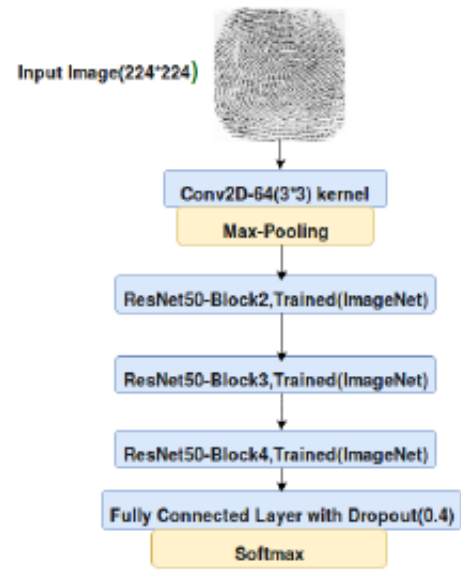 Input Image(224*224)
Conv2D-64(3*3) kernel
Max-Pooling
ResNet50-Block2,Trained(ImageNet)
ResNet50-Block3,Trained(ImageNet)
ResNet50-Block4,Trained(ImageNet)
Fully Connected Layer with Dropout(0.4)
Softmax